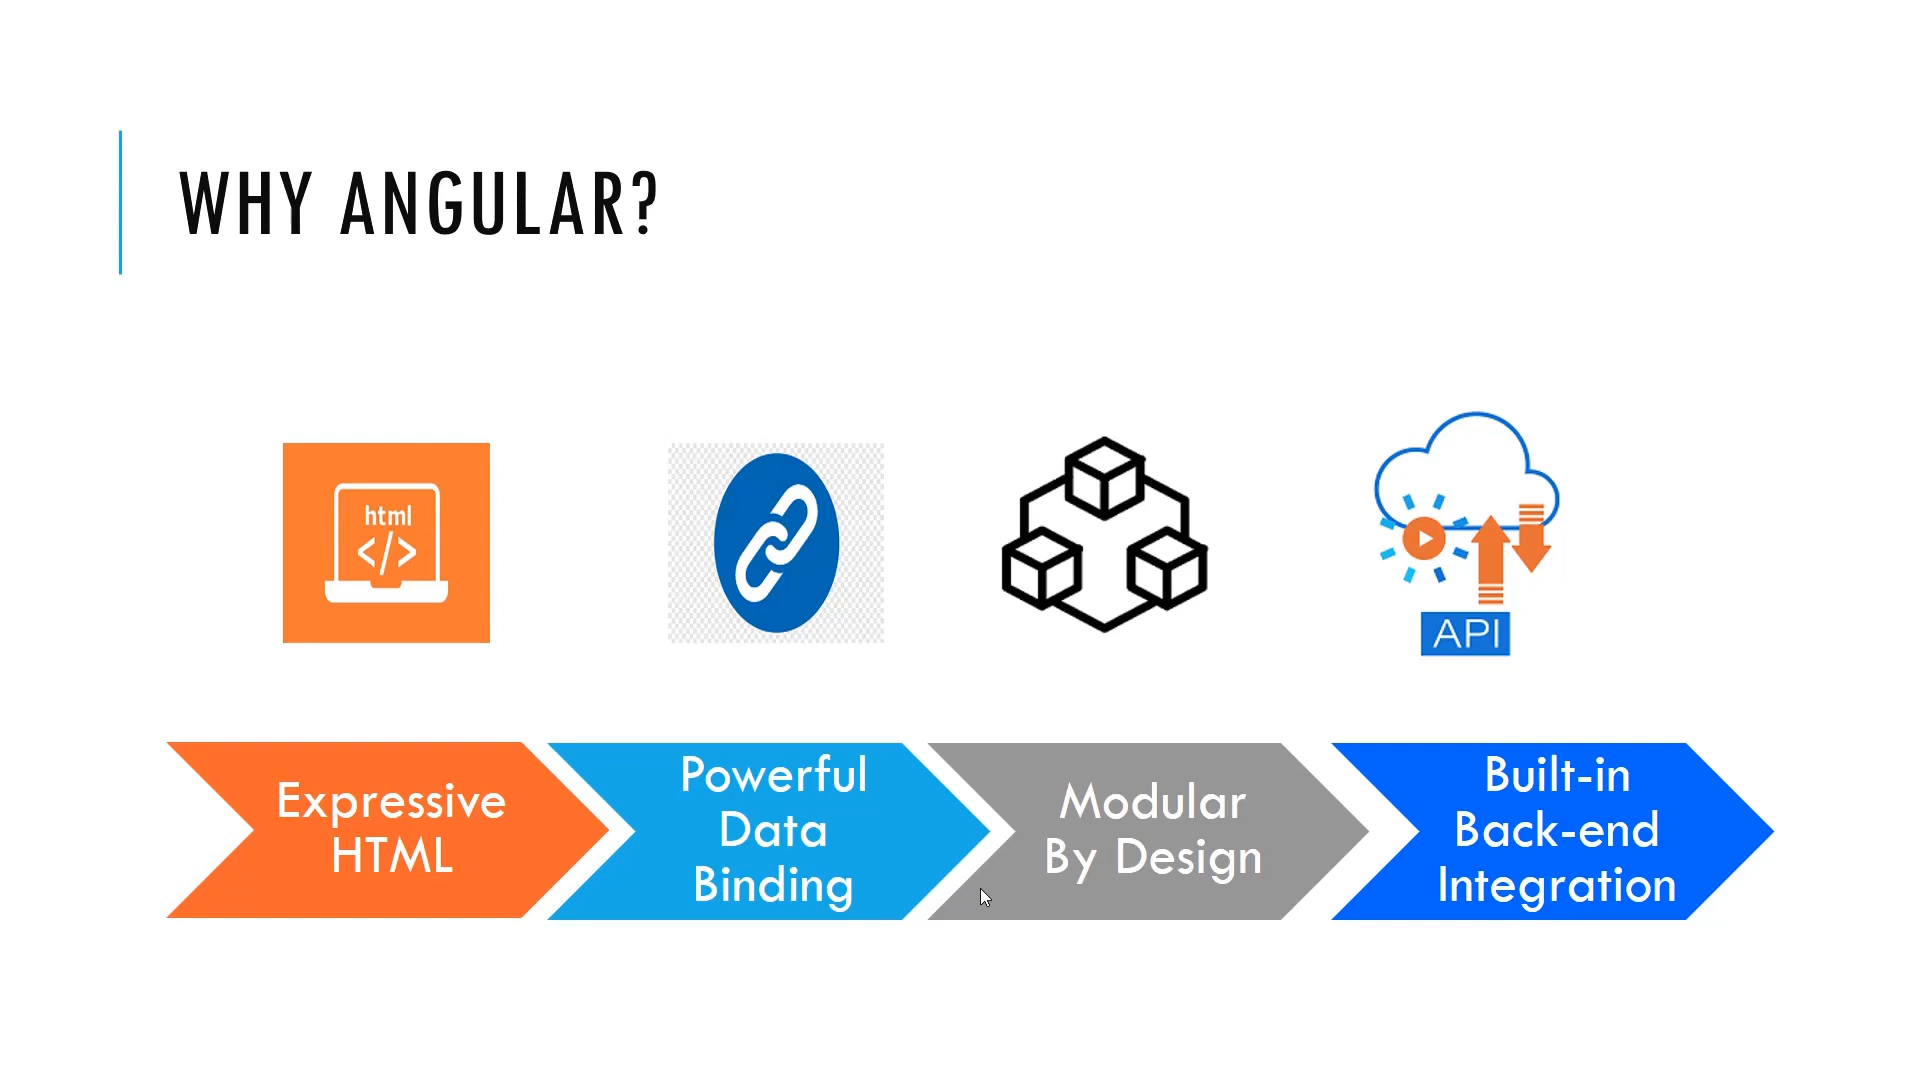 WHY ANGULAR?
html
</>
API
Expressive
HTML
Powerful
Data
Binding
Modular
By Design
Built-in
Back-end
Integration